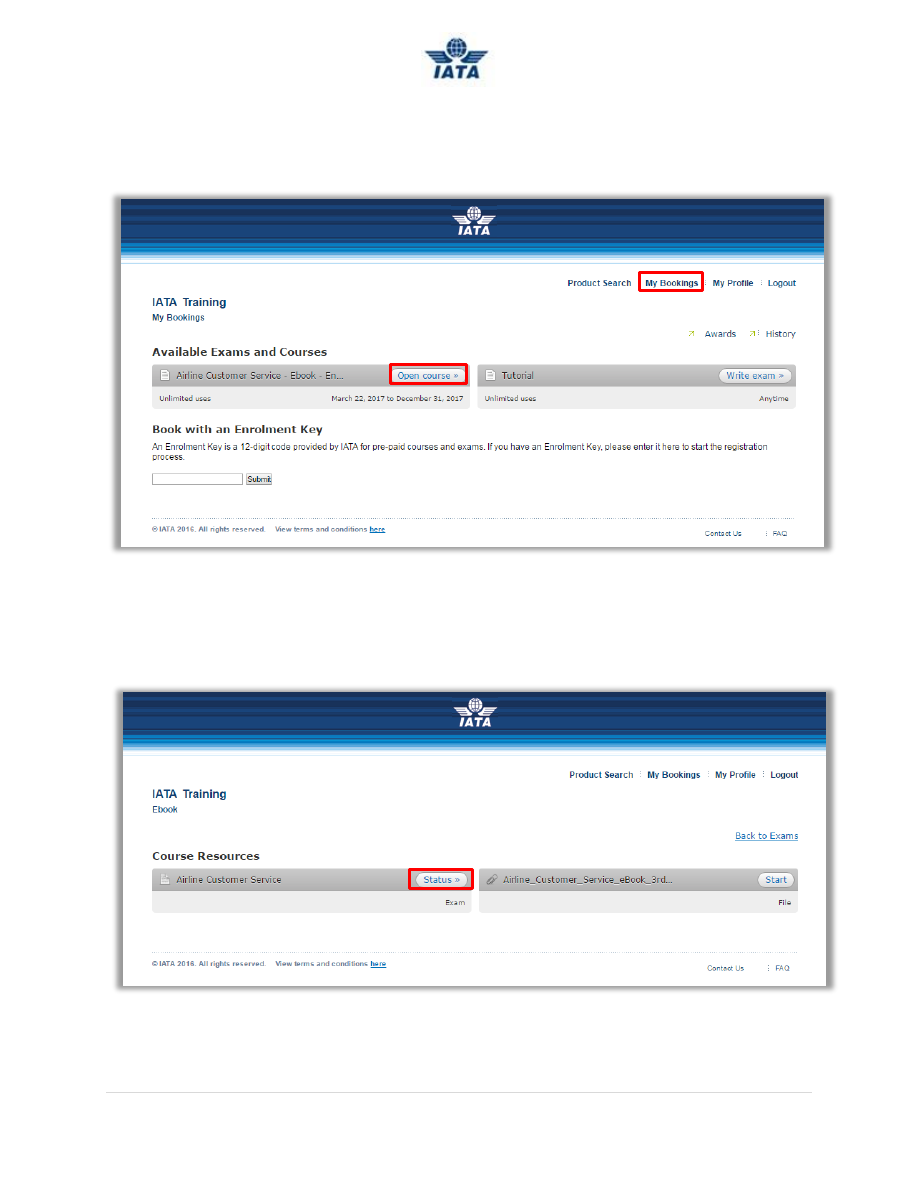 IATA
IATA
Product Search My Bookings My Profile Logout
IATA Training
My Bookings
Awards History
Available Exams and Courses
Airline Customer Service - Ebook - En... Open course » Tutorial Write exam »
Unlimited uses March 22, 2017 to December 31, 2017 Unlimited uses Anytime
Book with an Enrolment Key
An Enrolment Key is a 12-digit code provided by IATA for pre-paid courses and exams. If you have an Enrolment Key, please enter it here to start the registration
process.
Submit
© IATA 2016. All rights reserved. View terms and conditions here
Contact Us FAQ
IATA
Product Search My Bookings My Profile Logout
IATA Training
Ebook
Back to Exams
Course Resources
Airline Customer Service Status » Airline_Customer_Service_eBook_3rd... Start
Exam File
© IATA 2016. All rights reserved. View terms and conditions here
Contact Us FAQ